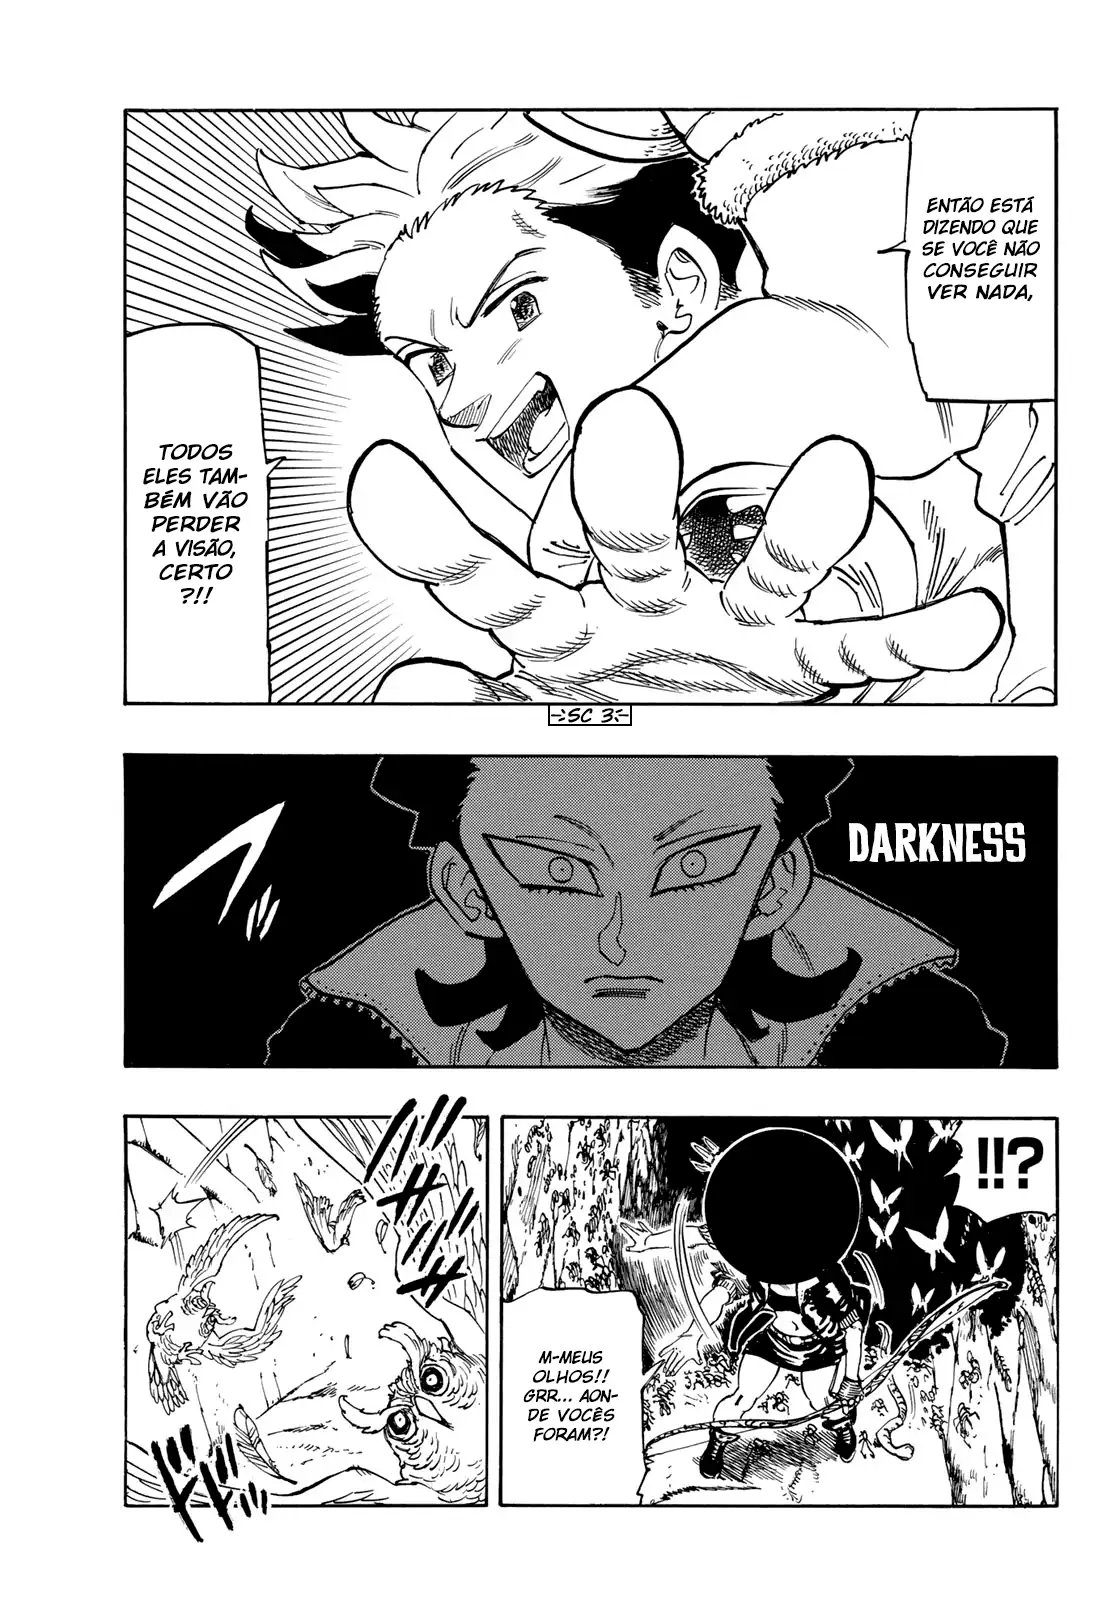 ENTÃO ESTÁ
DIZENDO QUE
SE VOCÊ NÃO
CONSEGUIR
VER NADA,
TODOS
ELES TAM-
BÉM VÃO
PERDER
A VISÃO,
CERTO
?!!
SC 3
DARKNESS
!!?
M-MEUS
OLHOS!!
GRR... AON-
DE VOCÊS
FORAM?!